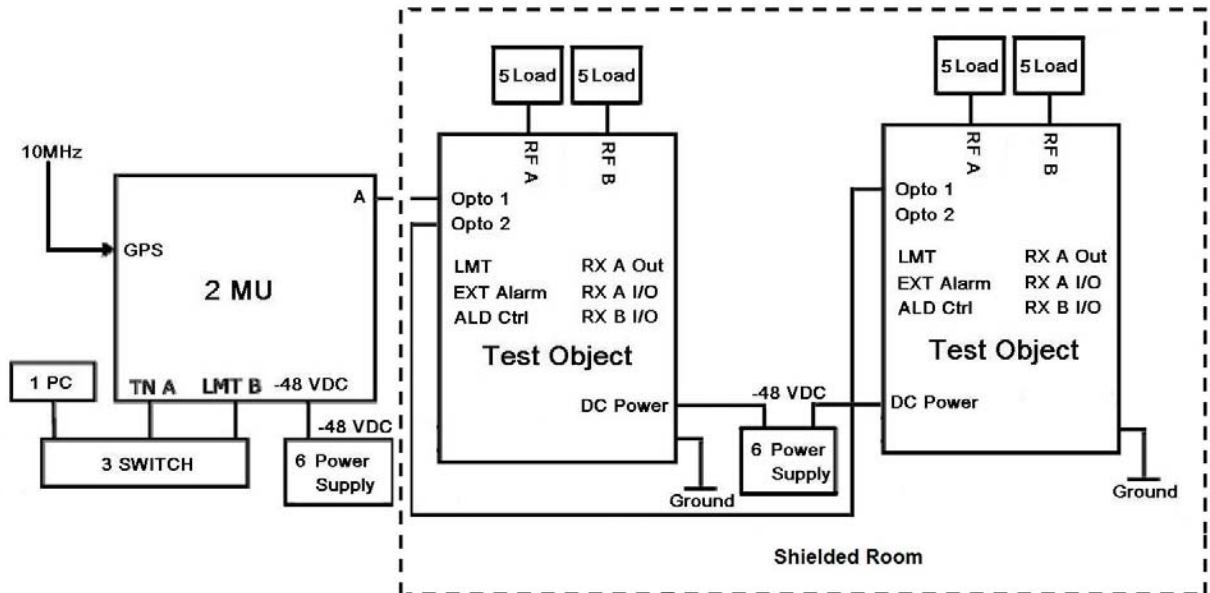 10MHz
GPS
A
2 MU
TN A
LMT B
-48 VDC
1 PC
3 SWITCH
-48 VDC
6 Power
Supply
5 Load
5 Load
RF A
RF B
Opto 1
Opto 2
LMT
RX A Out
EXT Alarm
RX A I/O
ALD Ctrl
RX B I/O
Test Object
DC Power
Ground
-48 VDC
6 Power
Supply
5 Load
5 Load
RF A
RF B
Opto 1
Opto 2
LMT
RX A Out
EXT Alarm
RX A I/O
ALD Ctrl
RX B I/O
Test Object
DC Power
Ground
Shielded Room